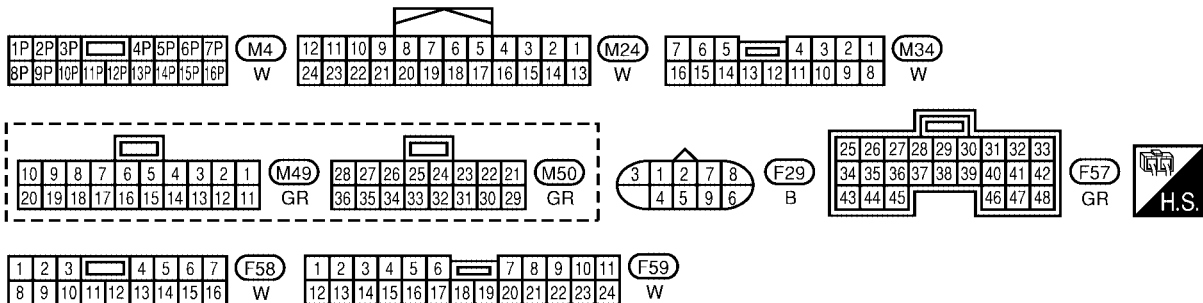 1P 2P 3P 4P 5P 6P 7P M4
8P 9P 10P 11P 12P 13P 14P 15P 16P W
12 11 10 9 8 7 6 5 4 3 2 1 M24
24 23 22 21 20 19 18 17 16 15 14 13 W
7 6 5 4 3 2 1 M34
16 15 14 13 12 11 10 9 8 W
10 9 8 7 6 5 4 3 2 1 M49
20 19 18 17 16 15 14 13 12 11 GR
28 27 26 25 24 23 22 21 M50
36 35 34 33 32 31 30 29 GR
3 1 2 7 8 F29
4 5 9 6 B
25 26 27 28 29 30 31 32 33
34 35 36 37 38 39 40 41 42 F57
43 44 45 46 47 48 GR
H.S.
1 2 3 4 5 6 7 F58
8 9 10 11 12 13 14 15 16 W
1 2 3 4 5 6 7 8 9 10 11 F59
12 13 14 15 16 17 18 19 20 21 22 23 24 W